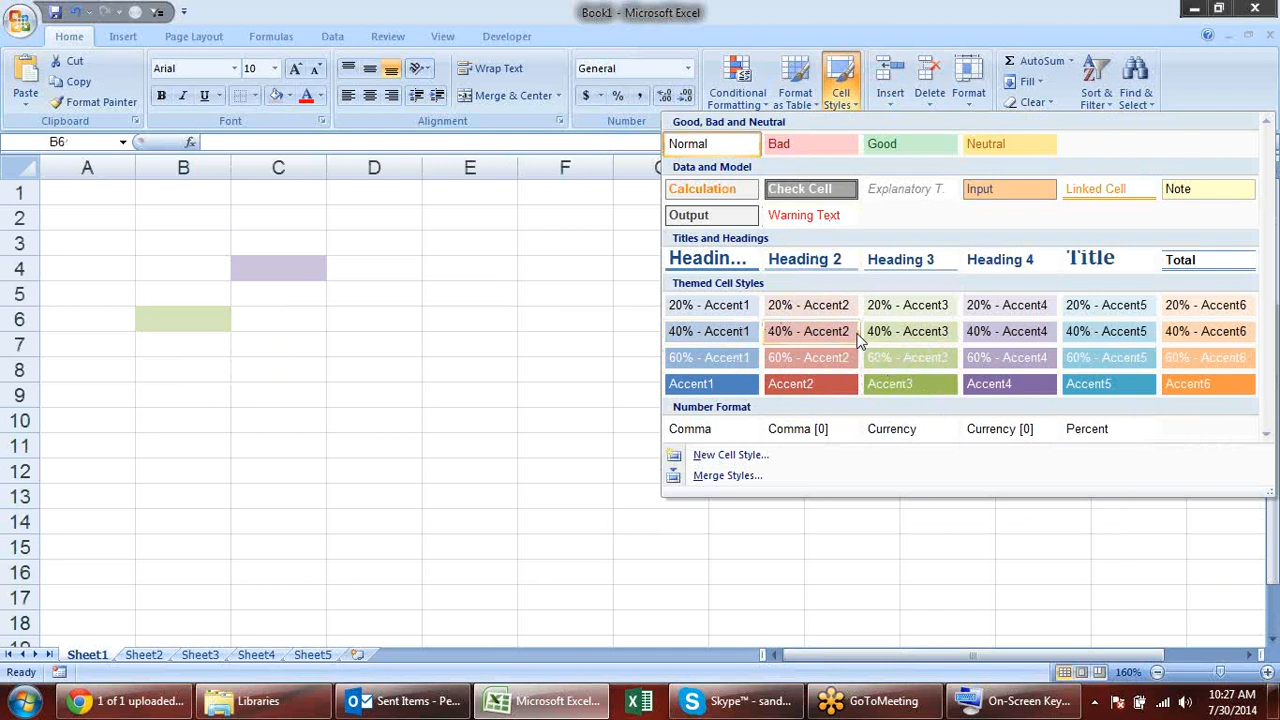 Book1 - Microsoft Excel
Home Insert Page Layout Formulas Data Review View Developer
Cut
Copy
Format Painter
Paste
Clipboard
Arial 10
B I U
Font
Wrap Text
Merge & Center
Alignment
General
$ % ,
Number
Conditional Formatting
Format as Table
Cell Styles
Insert Delete Format
AutoSum
Fill
Clear
Sort & Filter
Find & Select
B6
fx
A B C D E F
1
2
3
4
5
6
7
8
9
10
11
12
13
14
15
16
17
18
Good, Bad and Neutral
Normal Bad Good Neutral
Data and Model
Calculation Check Cell Explanatory T. Input Linked Cell Note
Output Warning Text
Titles and Headings
Headin... Heading 2 Heading 3 Heading 4 Title Total
Themed Cell Styles
20% - Accent1 20% - Accent2 20% - Accent3 20% - Accent4 20% - Accent5 20% - Accent6
40% - Accent1 40% - Accent2 40% - Accent3 40% - Accent4 40% - Accent5 40% - Accent6
60% - Accent1 60% - Accent2 60% - Accent3 60% - Accent4 60% - Accent5 60% - Accent6
Accent1 Accent2 Accent3 Accent4 Accent5 Accent6
Number Format
Comma Comma [0] Currency Currency [0] Percent
New Cell Style...
Merge Styles...
Sheet1 Sheet2 Sheet3 Sheet4 Sheet5
Ready
160%
1 of 1 uploaded... Libraries Sent Items - Pe... Microsoft Exce... Skype™ - sand... GoToMeeting On-Screen Key...
10:27 AM
7/30/2014